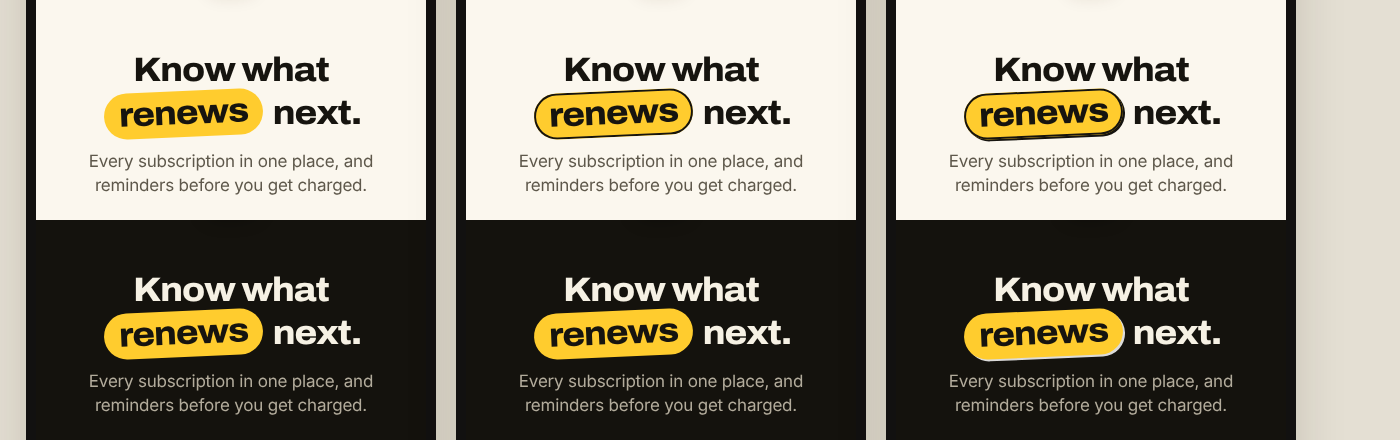 Know what
renews next.
Every subscription in one place, and
reminders before you get charged.
Know what
renews next.
Every subscription in one place, and
reminders before you get charged.
Know what
renews next.
Every subscription in one place, and
reminders before you get charged.
Know what
renews next.
Every subscription in one place, and
reminders before you get charged.
Know what
renews next.
Every subscription in one place, and
reminders before you get charged.
Know what
renews next.
Every subscription in one place, and
reminders before you get charged.